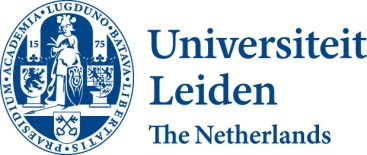 ACADEMIA · LUGDUNO · BATAVA · LIBERTATIS · PRAESIDIUM ·
15 75
Universiteit
Leiden
The Netherlands